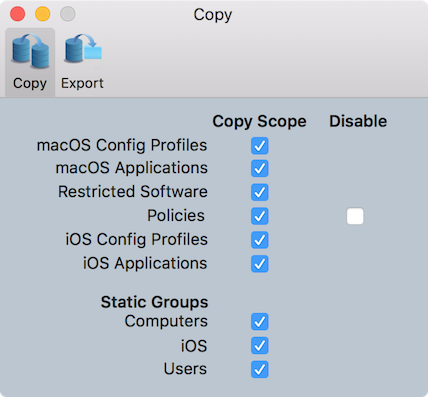 Copy
Copy Export
Copy Scope Disable
macOS Config Profiles
macOS Applications
Restricted Software
Policies
iOS Config Profiles
iOS Applications
Static Groups
Computers
iOS
Users